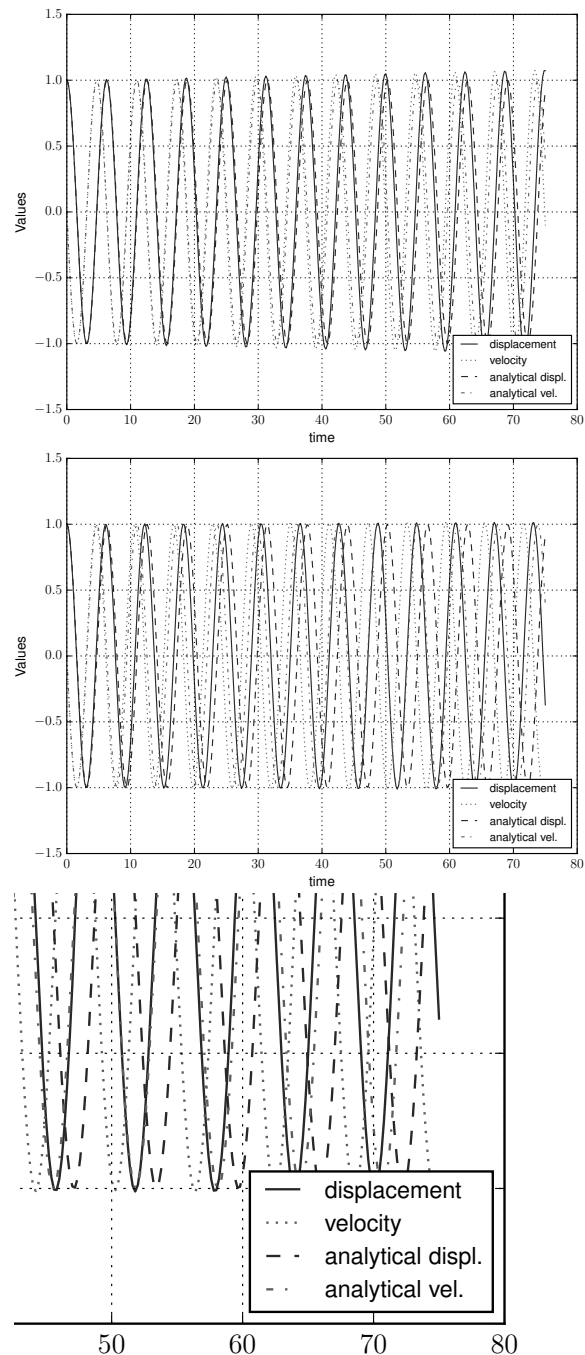 1.5
1.0
0.5
Values
0.0
−0.5
−1.0
−1.5
displacement
velocity
analytical displ.
analytical vel.
0 10 20 30 40 50 60 70 80
time
1.5
1.0
0.5
Values
0.0
−0.5
−1.0
−1.5
displacement
velocity
analytical displ.
analytical vel.
0 10 20 30 40 50 60 70 80
time
displacement
velocity
analytical displ.
analytical vel.
50 60 70 80